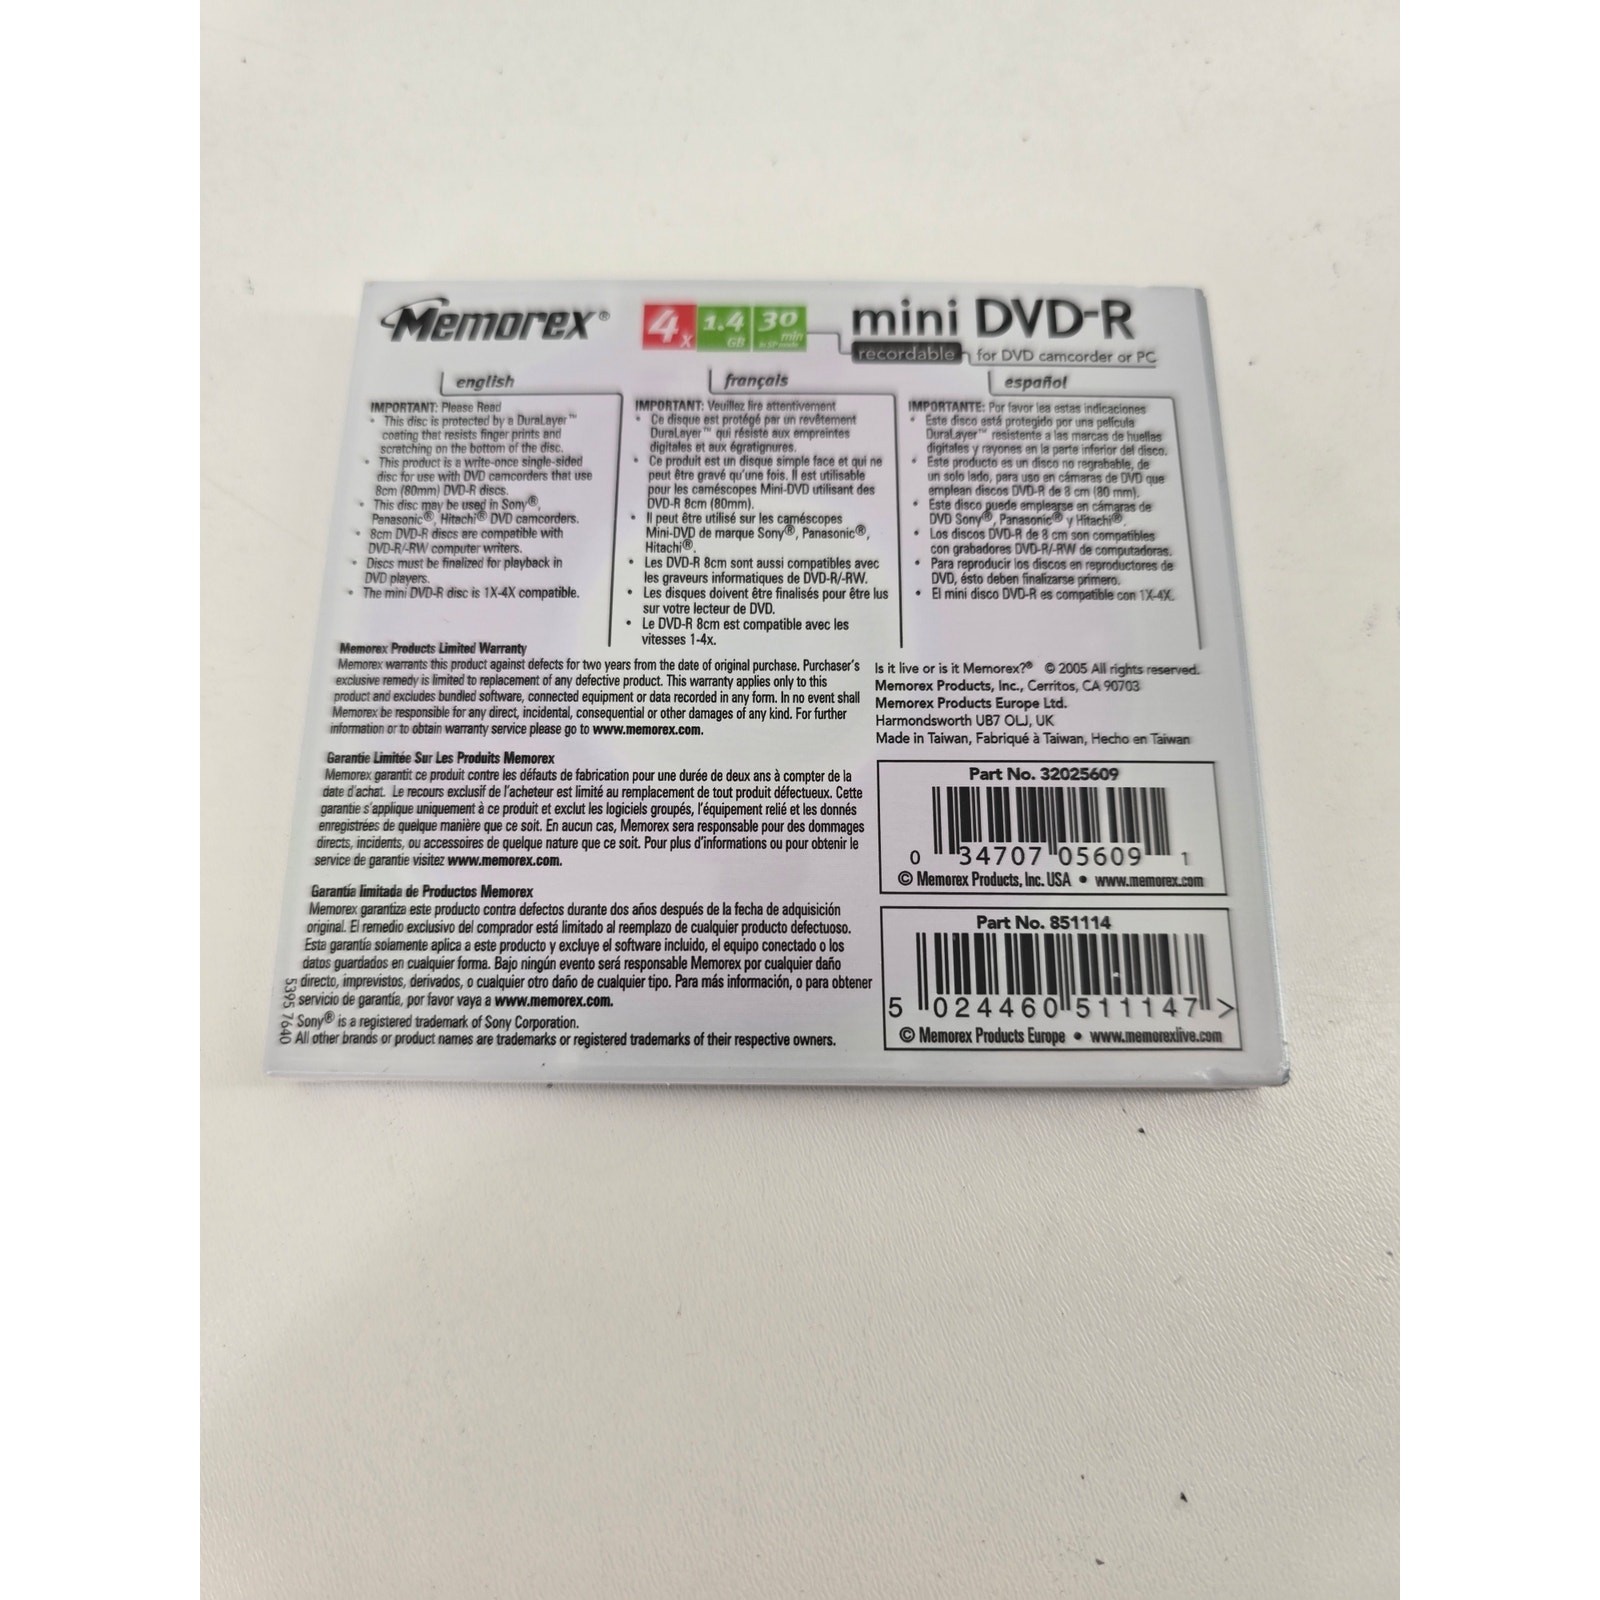 Memorex®
4x 1.4 GB 30 min
mini DVD-R
recordable for DVD camcorder or PC
english
IMPORTANT: Please Read
• This disc is protected by a DuraLayer™
coating that resists finger prints and
scratching on the bottom of the disc.
• This product is a write-once single-sided
disc for use with DVD camcorders that use
8cm (80mm) DVD-R discs.
• This disc may be used in Sony®,
Panasonic®, Hitachi® DVD camcorders.
• 8cm DVD-R discs are compatible with
DVD-R/-RW computer writers.
• Discs must be finalized for playback in
DVD players.
• The mini DVD-R disc is 1X-4X compatible.
français
IMPORTANT: Veuillez lire attentivement
• Ce disque est protégé par un revêtement
DuraLayer™ qui résiste aux empreintes
digitales et aux égratignures.
• Ce produit est un disque simple face et qui ne
peut être gravé qu'une fois. Il est utilisable
pour les caméscopes Mini-DVD utilisant des
DVD-R 8cm (80mm).
• Il peut être utilisé sur les caméscopes
Mini-DVD de marque Sony®, Panasonic®,
Hitachi®.
• Les DVD-R 8cm sont aussi compatibles avec
les graveurs informatiques de DVD-R/-RW.
• Les disques doivent être finalisés pour être lus
sur votre lecteur de DVD.
• Le DVD-R 8cm est compatible avec les
vitesses 1-4x.
español
IMPORTANTE: Por favor lea estas indicaciones
• Este disco está protegido por una película
DuraLayer™ resistente a las marcas de huellas
digitales y rayones en la parte inferior del disco.
• Este producto es un disco no regrabable, de
un solo lado, para uso en cámaras de DVD que
emplean discos DVD-R de 8 cm (80 mm).
• Este disco puede emplearse en cámaras de
DVD Sony®, Panasonic® y Hitachi®.
• Los discos DVD-R de 8 cm son compatibles
con grabadores DVD-R/-RW de computadoras.
• Para reproducir los discos en reproductores de
DVD, ésto deben finalizarse primero.
• El mini disco DVD-R es compatible con 1X-4X.
Memorex Products Limited Warranty
Memorex warrants this product against defects for two years from the date of original purchase. Purchaser's
exclusive remedy is limited to replacement of any defective product. This warranty applies only to this
product and excludes bundled software, connected equipment or data recorded in any form. In no event shall
Memorex be responsible for any direct, incidental, consequential or other damages of any kind. For further
information or to obtain warranty service please go to www.memorex.com.
Garantie Limitée Sur Les Produits Memorex
Memorex garantit ce produit contre les défauts de fabrication pour une durée de deux ans à compter de la
date d'achat. Le recours exclusif de l'acheteur est limité au remplacement de tout produit défectueux. Cette
garantie s'applique uniquement à ce produit et exclut les logiciels groupés, l'équipement relié et les donnés
enregistrées de quelque manière que ce soit. En aucun cas, Memorex sera responsable pour des dommages
directs, incidents, ou accessoires de quelque nature que ce soit. Pour plus d'informations ou pour obtenir le
service de garantie visitez www.memorex.com.
Garantía limitada de Productos Memorex
Memorex garantiza este producto contra defectos durante dos años después de la fecha de adquisición
original. El remedio exclusivo del comprador está limitado al reemplazo de cualquier producto defectuoso.
Esta garantía solamente aplica a este producto y excluye el software incluido, el equipo conectado o los
datos guardados en cualquier forma. Bajo ningún evento será responsable Memorex por cualquier daño
directo, imprevistos, derivados, o cualquier otro daño de cualquier tipo. Para más información, o para obtener
servicio de garantía, por favor vaya a www.memorex.com.
Sony® is a registered trademark of Sony Corporation.
All other brands or product names are trademarks or registered trademarks of their respective owners.
5395 7640
Is it live or is it Memorex?® © 2005 All rights reserved.
Memorex Products, Inc., Cerritos, CA 90703
Memorex Products Europe Ltd.
Harmondsworth UB7 OLJ, UK
Made in Taiwan, Fabriqué à Taiwan, Hecho en Taiwan
Part No. 32025609
0 34707 05609 1
© Memorex Products, Inc. USA • www.memorex.com
Part No. 851114
5 024460 511147 >
© Memorex Products Europe • www.memorexlive.com